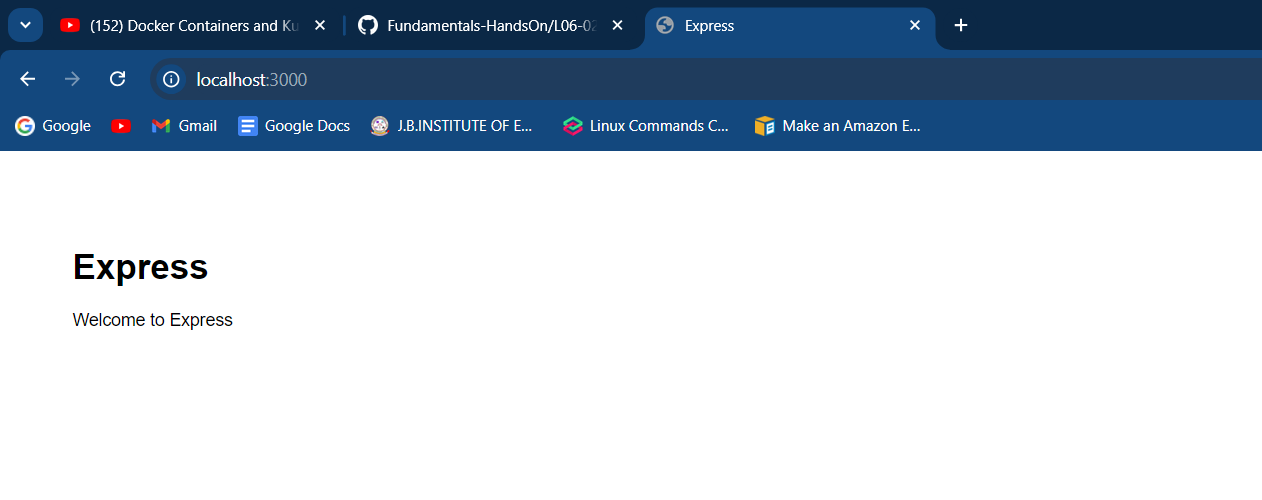 (152) Docker Containers and Ku
Fundamentals-HandsOn/L06-02
Express
localhost:3000
Google
Gmail
Google Docs
J.B.INSTITUTE OF E...
Linux Commands C...
Make an Amazon E...
Express
Welcome to Express